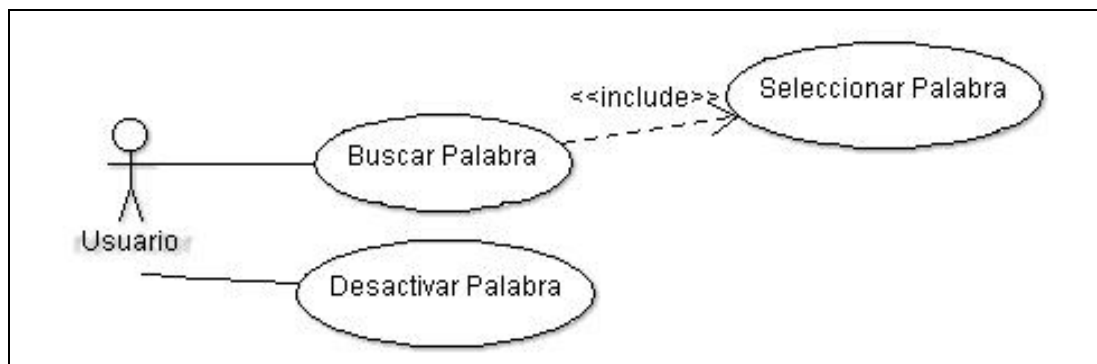 Seleccionar Palabra
<<include>>
Buscar Palabra
Usuario
Desactivar Palabra